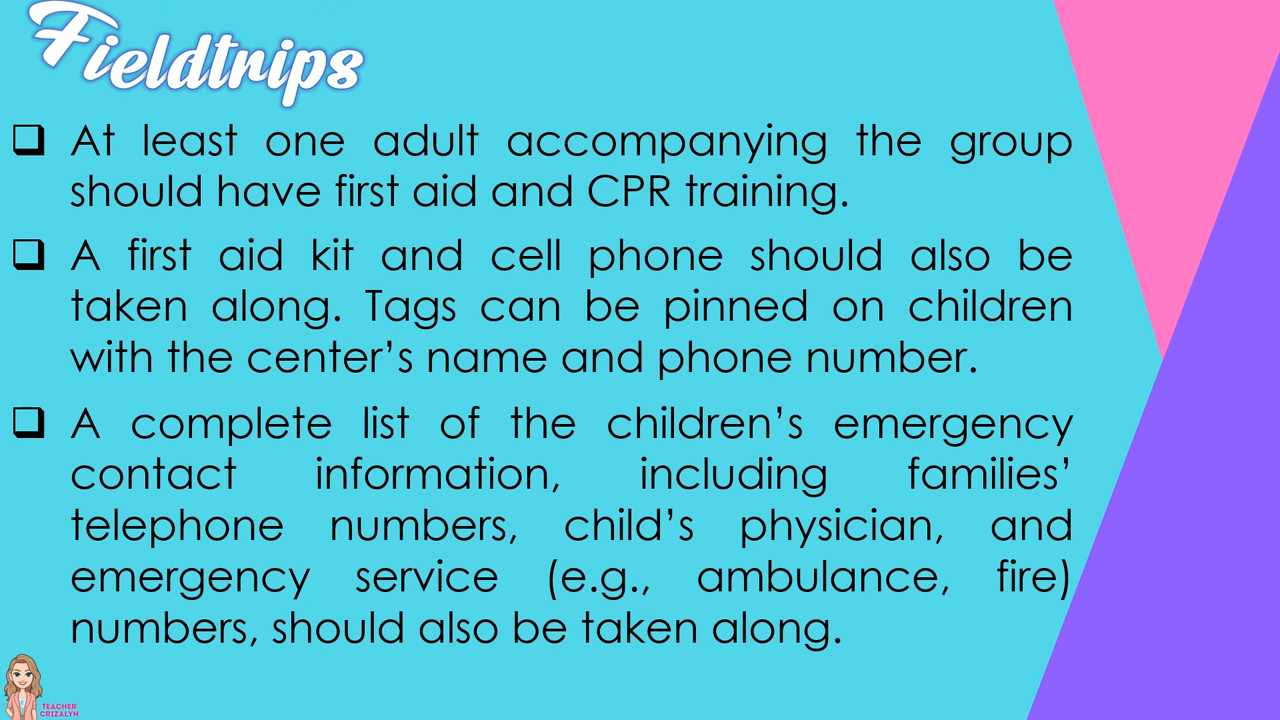 Fieldtrips
❑ At least one adult accompanying the group
should have first aid and CPR training.
❑ A first aid kit and cell phone should also be
taken along. Tags can be pinned on children
with the center’s name and phone number.
❑ A complete list of the children’s emergency
contact information, including families’
telephone numbers, child’s physician, and
emergency service (e.g., ambulance, fire)
numbers, should also be taken along.
TEACHER
CRIZALYN